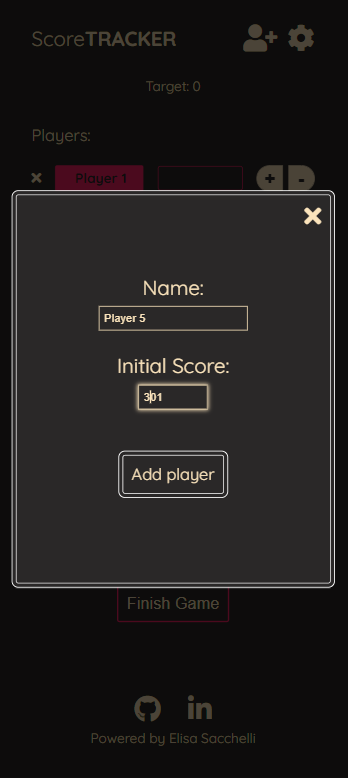 ScoreTRACKER
Target: 0
Players:
Player 1
+ -
Name:
Player 5
Initial Score:
301
Add player
Finish Game
Powered by Elisa Sacchelli